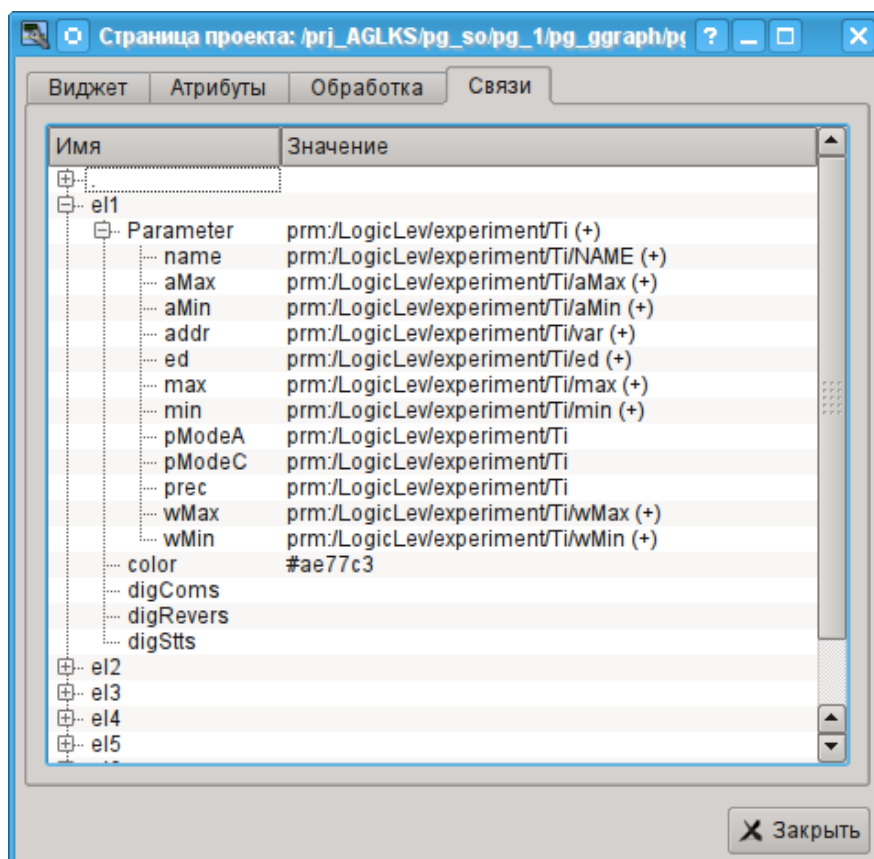 Страница проекта: /prj_AGLKS/pg_so/pg_1/pg_ggraph/pg
Виджет Атрибуты Обработка Связи
Имя Значение
.
el1
Parameter prm:/LogicLev/experiment/Ti (+)
name prm:/LogicLev/experiment/Ti/NAME (+)
aMax prm:/LogicLev/experiment/Ti/aMax (+)
aMin prm:/LogicLev/experiment/Ti/aMin (+)
addr prm:/LogicLev/experiment/Ti/var (+)
ed prm:/LogicLev/experiment/Ti/ed (+)
max prm:/LogicLev/experiment/Ti/max (+)
min prm:/LogicLev/experiment/Ti/min (+)
pModeA prm:/LogicLev/experiment/Ti
pModeC prm:/LogicLev/experiment/Ti
prec prm:/LogicLev/experiment/Ti
wMax prm:/LogicLev/experiment/Ti/wMax (+)
wMin prm:/LogicLev/experiment/Ti/wMin (+)
color #ae77c3
digComs
digRevers
digStts
el2
el3
el4
el5
Закрыть